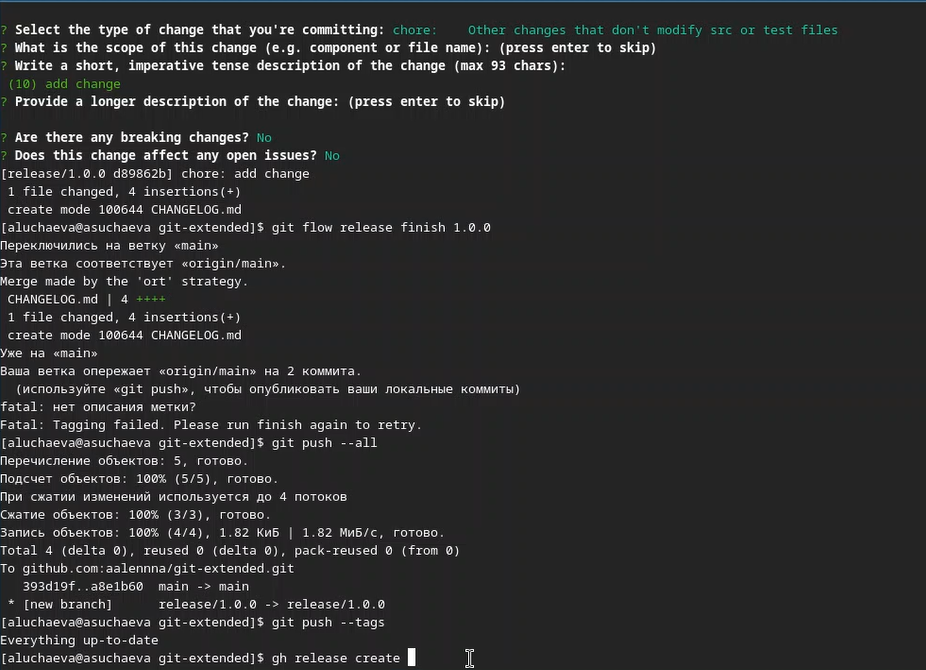 ? Select the type of change that you're committing: chore:    Other changes that don't modify src or test files
? What is the scope of this change (e.g. component or file name): (press enter to skip)
? Write a short, imperative tense description of the change (max 93 chars):
 (10) add change
? Provide a longer description of the change: (press enter to skip)
? Are there any breaking changes? No
? Does this change affect any open issues? No
[release/1.0.0 d89862b] chore: add change
 1 file changed, 4 insertions(+)
 create mode 100644 CHANGELOG.md
[aluchaeva@asuchaeva git-extended]$ git flow release finish 1.0.0
Переключились на ветку «main»
Эта ветка соответствует «origin/main».
Merge made by the 'ort' strategy.
 CHANGELOG.md | 4 ++++
 1 file changed, 4 insertions(+)
 create mode 100644 CHANGELOG.md
Уже на «main»
Ваша ветка опережает «origin/main» на 2 коммита.
  (используйте «git push», чтобы опубликовать ваши локальные коммиты)
fatal: нет описания метки?
Fatal: Tagging failed. Please run finish again to retry.
[aluchaeva@asuchaeva git-extended]$ git push --all
Перечисление объектов: 5, готово.
Подсчет объектов: 100% (5/5), готово.
При сжатии изменений используется до 4 потоков
Сжатие объектов: 100% (3/3), готово.
Запись объектов: 100% (4/4), 1.82 КиБ | 1.82 МиБ/с, готово.
Total 4 (delta 0), reused 0 (delta 0), pack-reused 0 (from 0)
To github.com:aalennna/git-extended.git
   393d19f..a8e1b60  main -> main
 * [new branch]      release/1.0.0 -> release/1.0.0
[aluchaeva@asuchaeva git-extended]$ git push --tags
Everything up-to-date
[aluchaeva@asuchaeva git-extended]$ gh release create